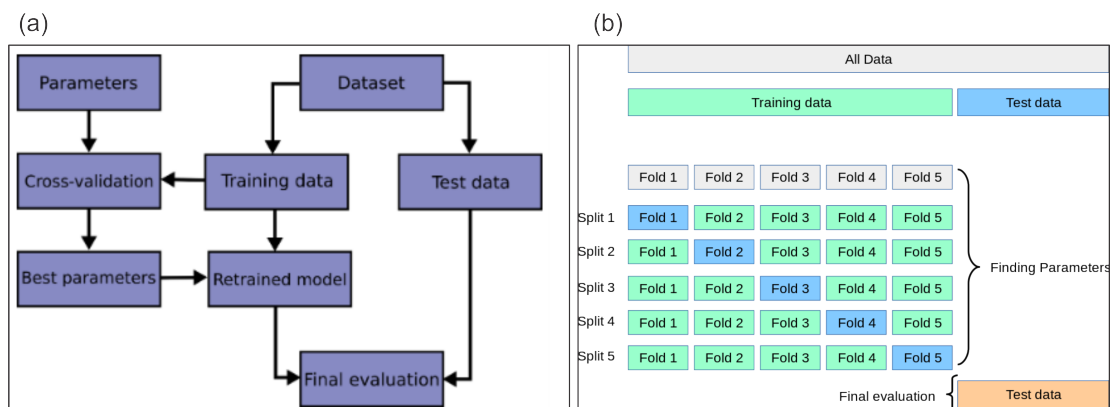 (a)
(b)
Parameters
Dataset
Cross-validation
Training data
Test data
Best parameters
Retrained model
Final evaluation
All Data
Training data Test data
Fold 1 Fold 2 Fold 3 Fold 4 Fold 5
Split 1 Fold 1 Fold 2 Fold 3 Fold 4 Fold 5
Split 2 Fold 1 Fold 2 Fold 3 Fold 4 Fold 5
Split 3 Fold 1 Fold 2 Fold 3 Fold 4 Fold 5
Split 4 Fold 1 Fold 2 Fold 3 Fold 4 Fold 5
Split 5 Fold 1 Fold 2 Fold 3 Fold 4 Fold 5
Finding Parameters
Final evaluation Test data